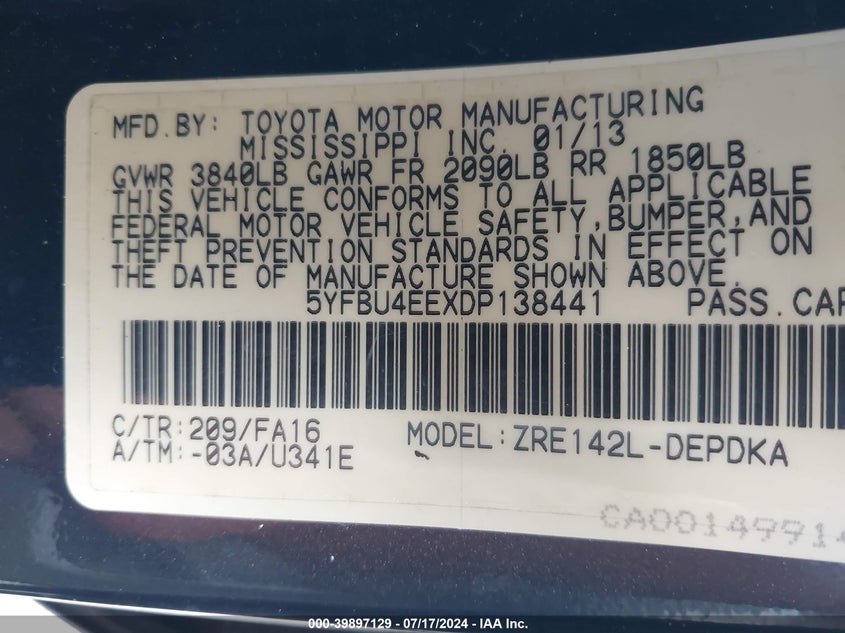 MFD.BY: TOYOTA MOTOR MANUFACTURING
MISSISSIPPI INC. 01/13
GVWR 3840LB GAWR FR 2090LB RR 1850LB
THIS VEHICLE CONFORMS TO ALL APPLICABLE
FEDERAL MOTOR VEHICLE SAFETY,BUMPER,AND
THEFT PREVENTION STANDARDS IN EFFECT ON
THE DATE OF MANUFACTURE SHOWN ABOVE.
5YFBU4EEXDP138441 PASS.CAR
C/TR:209/FA16 MODEL:ZRE142L-DEPDKA
A/TM:-03A/U341E
CA0014991
000-39897129 - 07/17/2024 - IAA Inc.